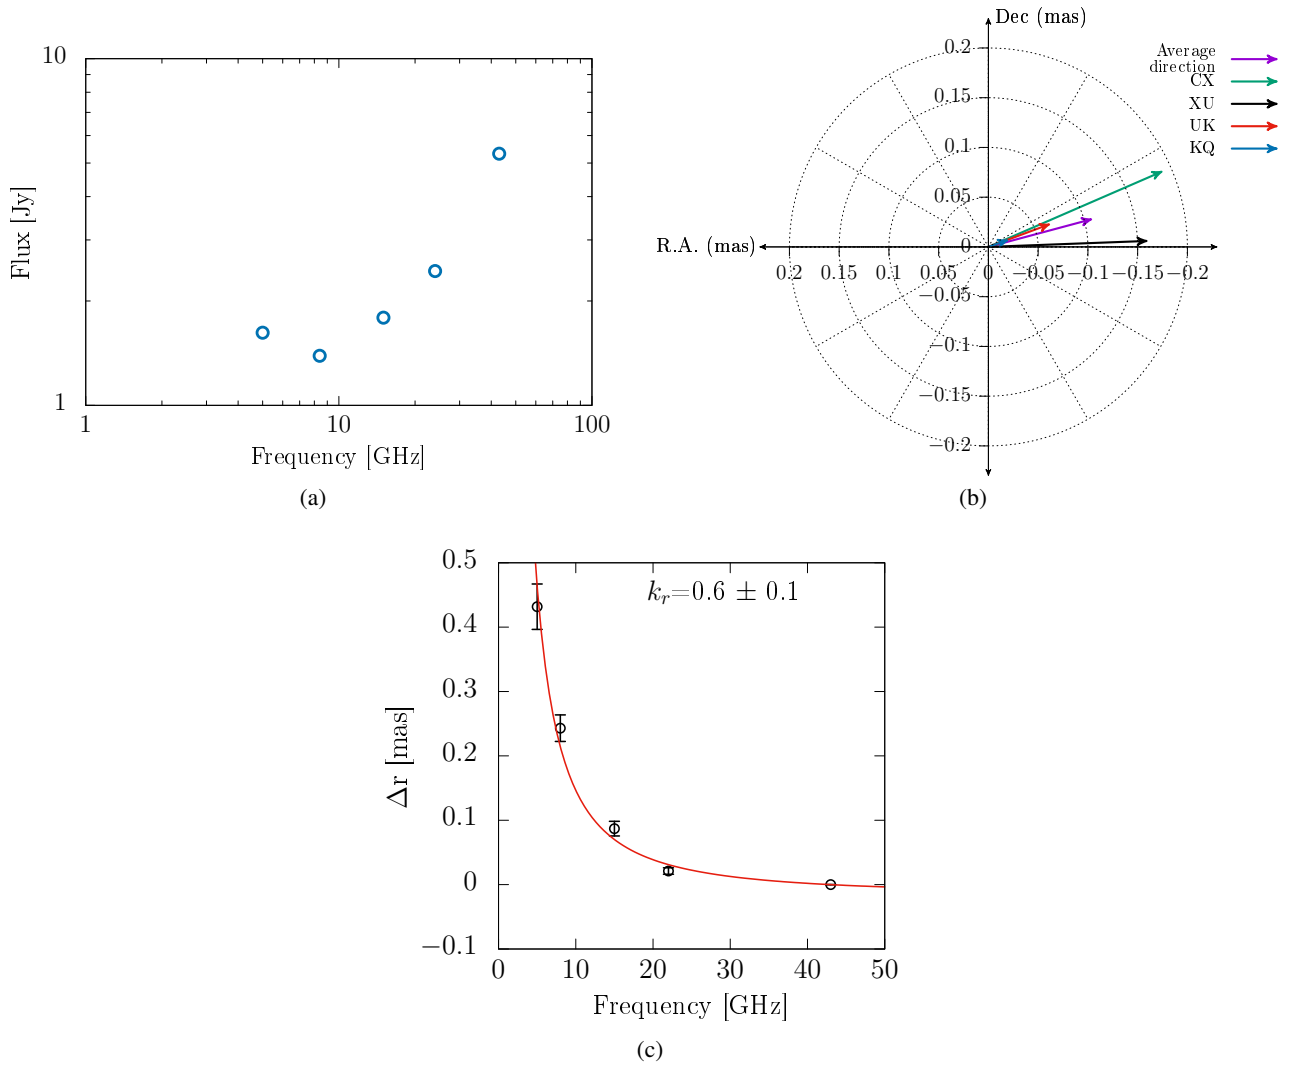 10
1
Flux [Jy]
1
10
100
Frequency [GHz]
(a)
Dec (mas)
0.2
0.15
0.1
0.05
0
−0.05
−0.1
−0.15
−0.2
R.A. (mas)
0.2 0.15 0.1 0.05 0 −0.05 −0.1 −0.15 −0.2
Average
direction
CX
XU
UK
KQ
(b)
0.5
0.4
0.3
0.2
0.1
0
−0.1
Δr [mas]
k_r=0.6 ± 0.1
0 10 20 30 40 50
Frequency [GHz]
(c)